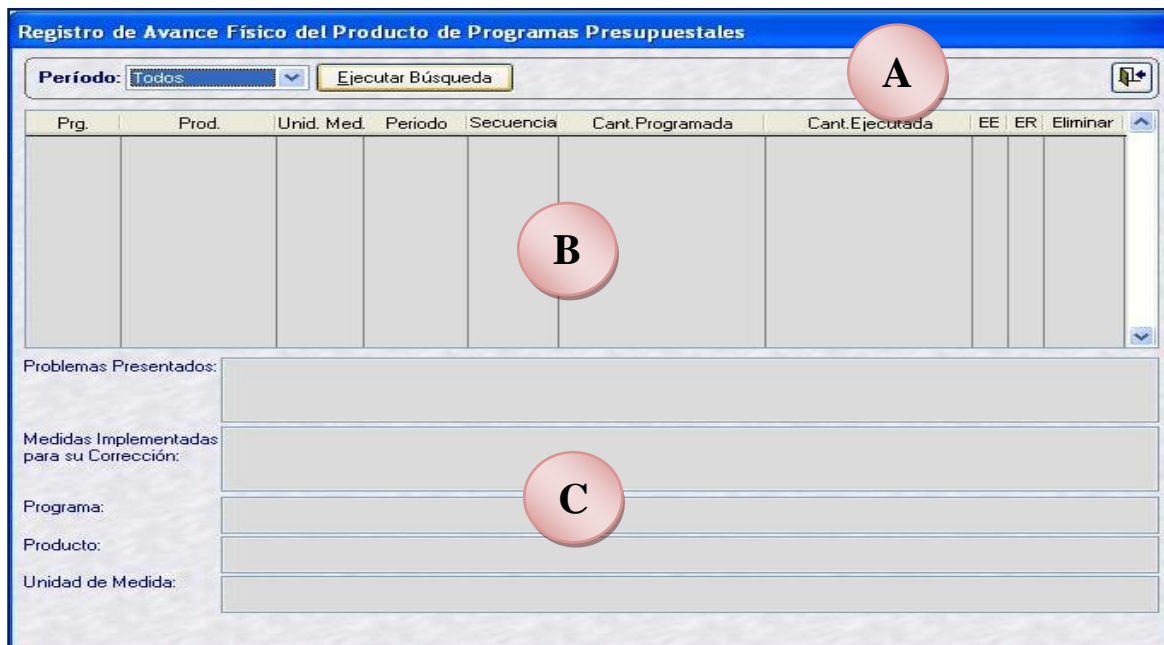 Registro de Avance Físico del Producto de Programas Presupuestales
Período: Todos Ejecutar Búsqueda A
Prg. Prod. Unid. Med. Periodo Secuencia Cant.Programada Cant.Ejecutada EE ER Eliminar
B
Problemas Presentados:
Medidas Implementadas
para su Corrección:
C
Programa:
Producto:
Unidad de Medida: